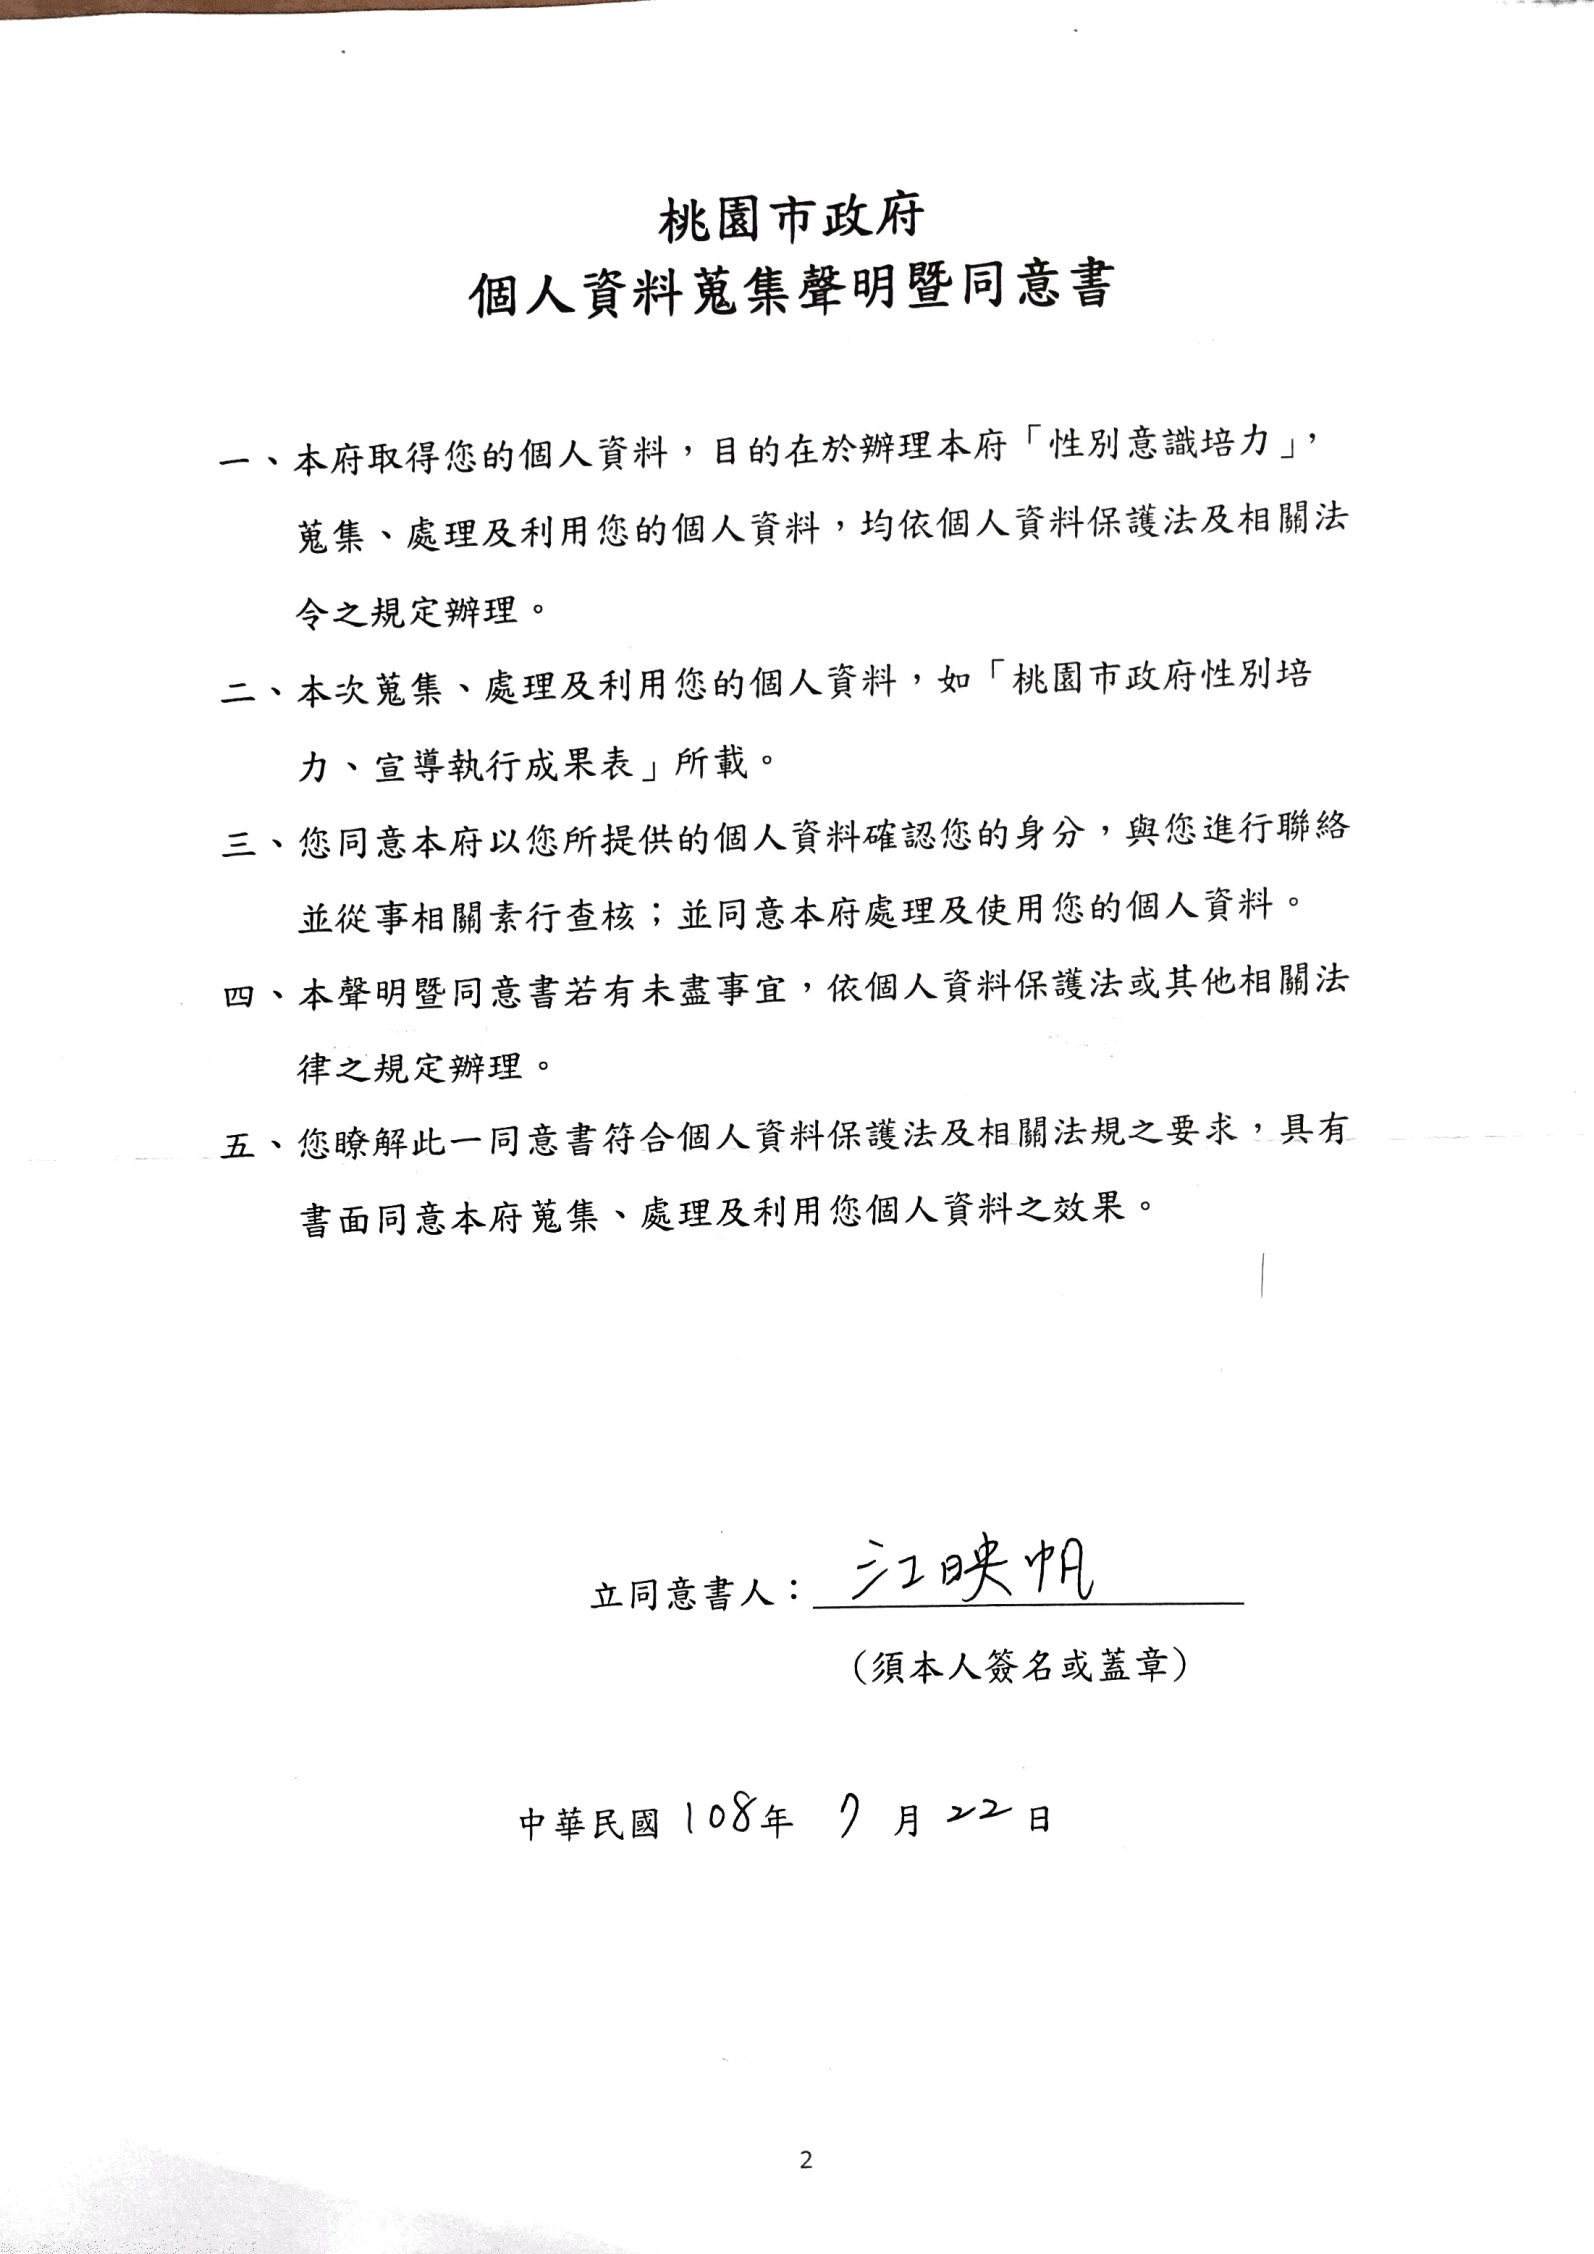 桃園市政府
個人資料蒐集聲明暨同意書
一、本府取得您的個人資料，目的在於辦理本府「性別意識培力」，
蒐集、處理及利用您的個人資料，均依個人資料保護法及相關法
令之規定辦理。
二、本次蒐集、處理及利用您的個人資料，如「桃園市政府性別培
力、宣導執行成果表」所載。
三、您同意本府以您所提供的個人資料確認您的身分，與您進行聯絡
並從事相關素行查核；並同意本府處理及使用您的個人資料。
四、本聲明暨同意書若有未盡事宜，依個人資料保護法或其他相關法
律之規定辦理。
五、您瞭解此一同意書符合個人資料保護法及相關法規之要求，具有
書面同意本府蒐集、處理及利用您個人資料之效果。
立同意書人：江映帆
（須本人簽名或蓋章）
中華民國 108年 7 月 22 日
2